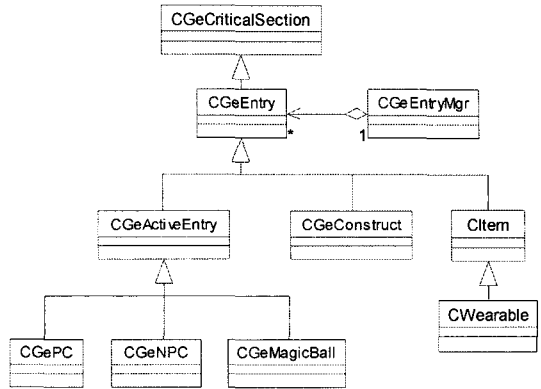 CGeCriticalSection
CGeEntry
CGeEntryMgr
*
1
CGeActiveEntry
CGeConstruct
CItem
CWearable
CGePC
CGeNPC
CGeMagicBall